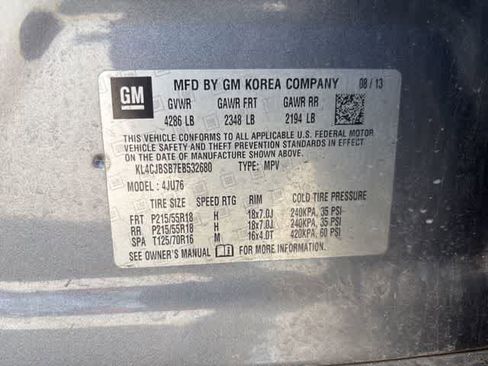 GM
MFD BY GM KOREA COMPANY 08/13
GVWR GAWR FRT GAWR RR
4286 LB 2348 LB 2194 LB
THIS VEHICLE CONFORMS TO ALL APPLICABLE U.S. FEDERAL MOTOR
VEHICLE SAFETY AND THEFT PREVENTION STANDARDS IN EFFECT ON THE
DATE OF MANUFACTURE SHOWN ABOVE.
KL4CJBSB7EB532680 TYPE: MPV
MODEL: 4JU76
TIRE SIZE SPEED RTG RIM COLD TIRE PRESSURE
FRT P215/55R18 H 18x7.0J 240KPA, 35 PSI
RR P215/55R18 H 18x7.0J 240KPA, 35 PSI
SPA T125/70R16 M 16x4.0T 420KPA, 60 PSI
SEE OWNER'S MANUAL FOR MORE INFORMATION.